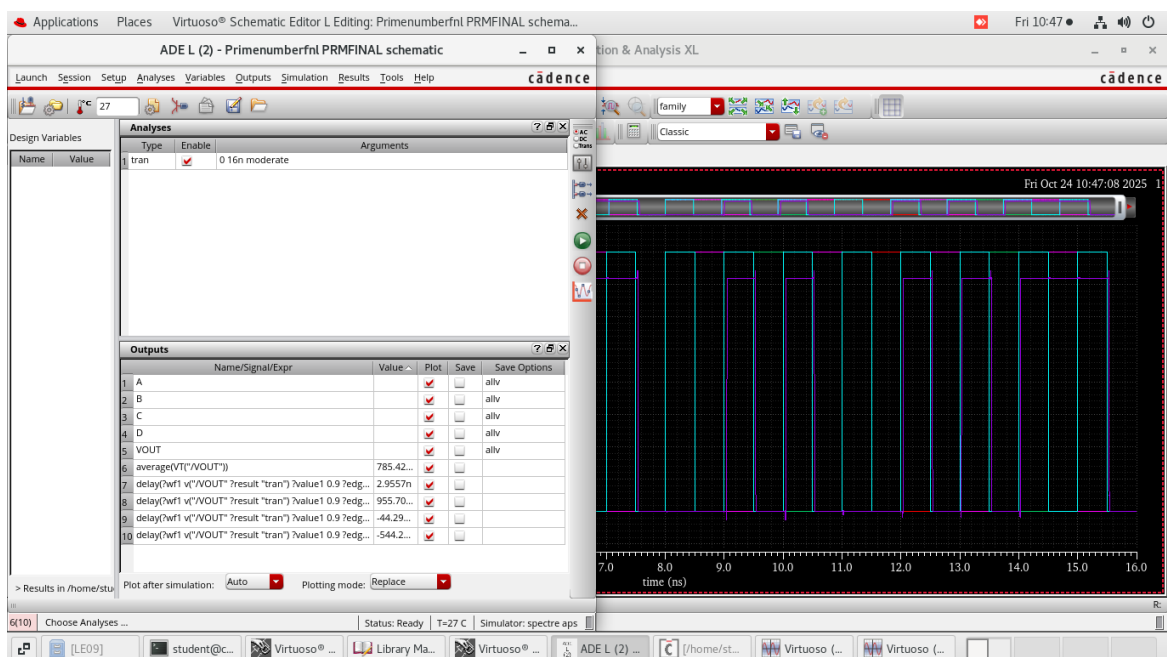 Applications Places Virtuoso® Schematic Editor L Editing: Primenumberfnl PRMFINAL schema... Fri 10:47
ADE L (2) - Primenumberfnl PRMFINAL schematic
tion & Analysis XL
Launch Session Setup Analyses Variables Outputs Simulation Results Tools Help cādence
cādence
°C 27
family
Classic
Design Variables
Name Value
Analyses
Type Enable Arguments
1 tran 0 16n moderate
AC
DC
Trans
Fri Oct 24 10:47:08 2025 1
Outputs
Name/Signal/Expr Value Plot Save Save Options
1 A allv
2 B allv
3 C allv
4 D allv
5 VOUT allv
6 average(VT("/VOUT")) 785.42...
7 delay(?wf1 v("/VOUT" ?result "tran") ?value1 0.9 ?edg... 2.9557n
8 delay(?wf1 v("/VOUT" ?result "tran") ?value1 0.9 ?edg... 955.70...
9 delay(?wf1 v("/VOUT" ?result "tran") ?value1 0.9 ?edg... -44.29...
10 delay(?wf1 v("/VOUT" ?result "tran") ?value1 0.9 ?edg... -544.2...
7.0 8.0 9.0 10.0 11.0 12.0 13.0 14.0 15.0 16.0
time (ns)
> Results in /home/stu
Plot after simulation: Auto Plotting mode: Replace
R:
6(10) Choose Analyses ... Status: Ready T=27 C Simulator: spectre aps
[LE09] student@c... Virtuoso® ... Library Ma... Virtuoso® ... ADE L (2) ... [/home/st... Virtuoso (... Virtuoso (...